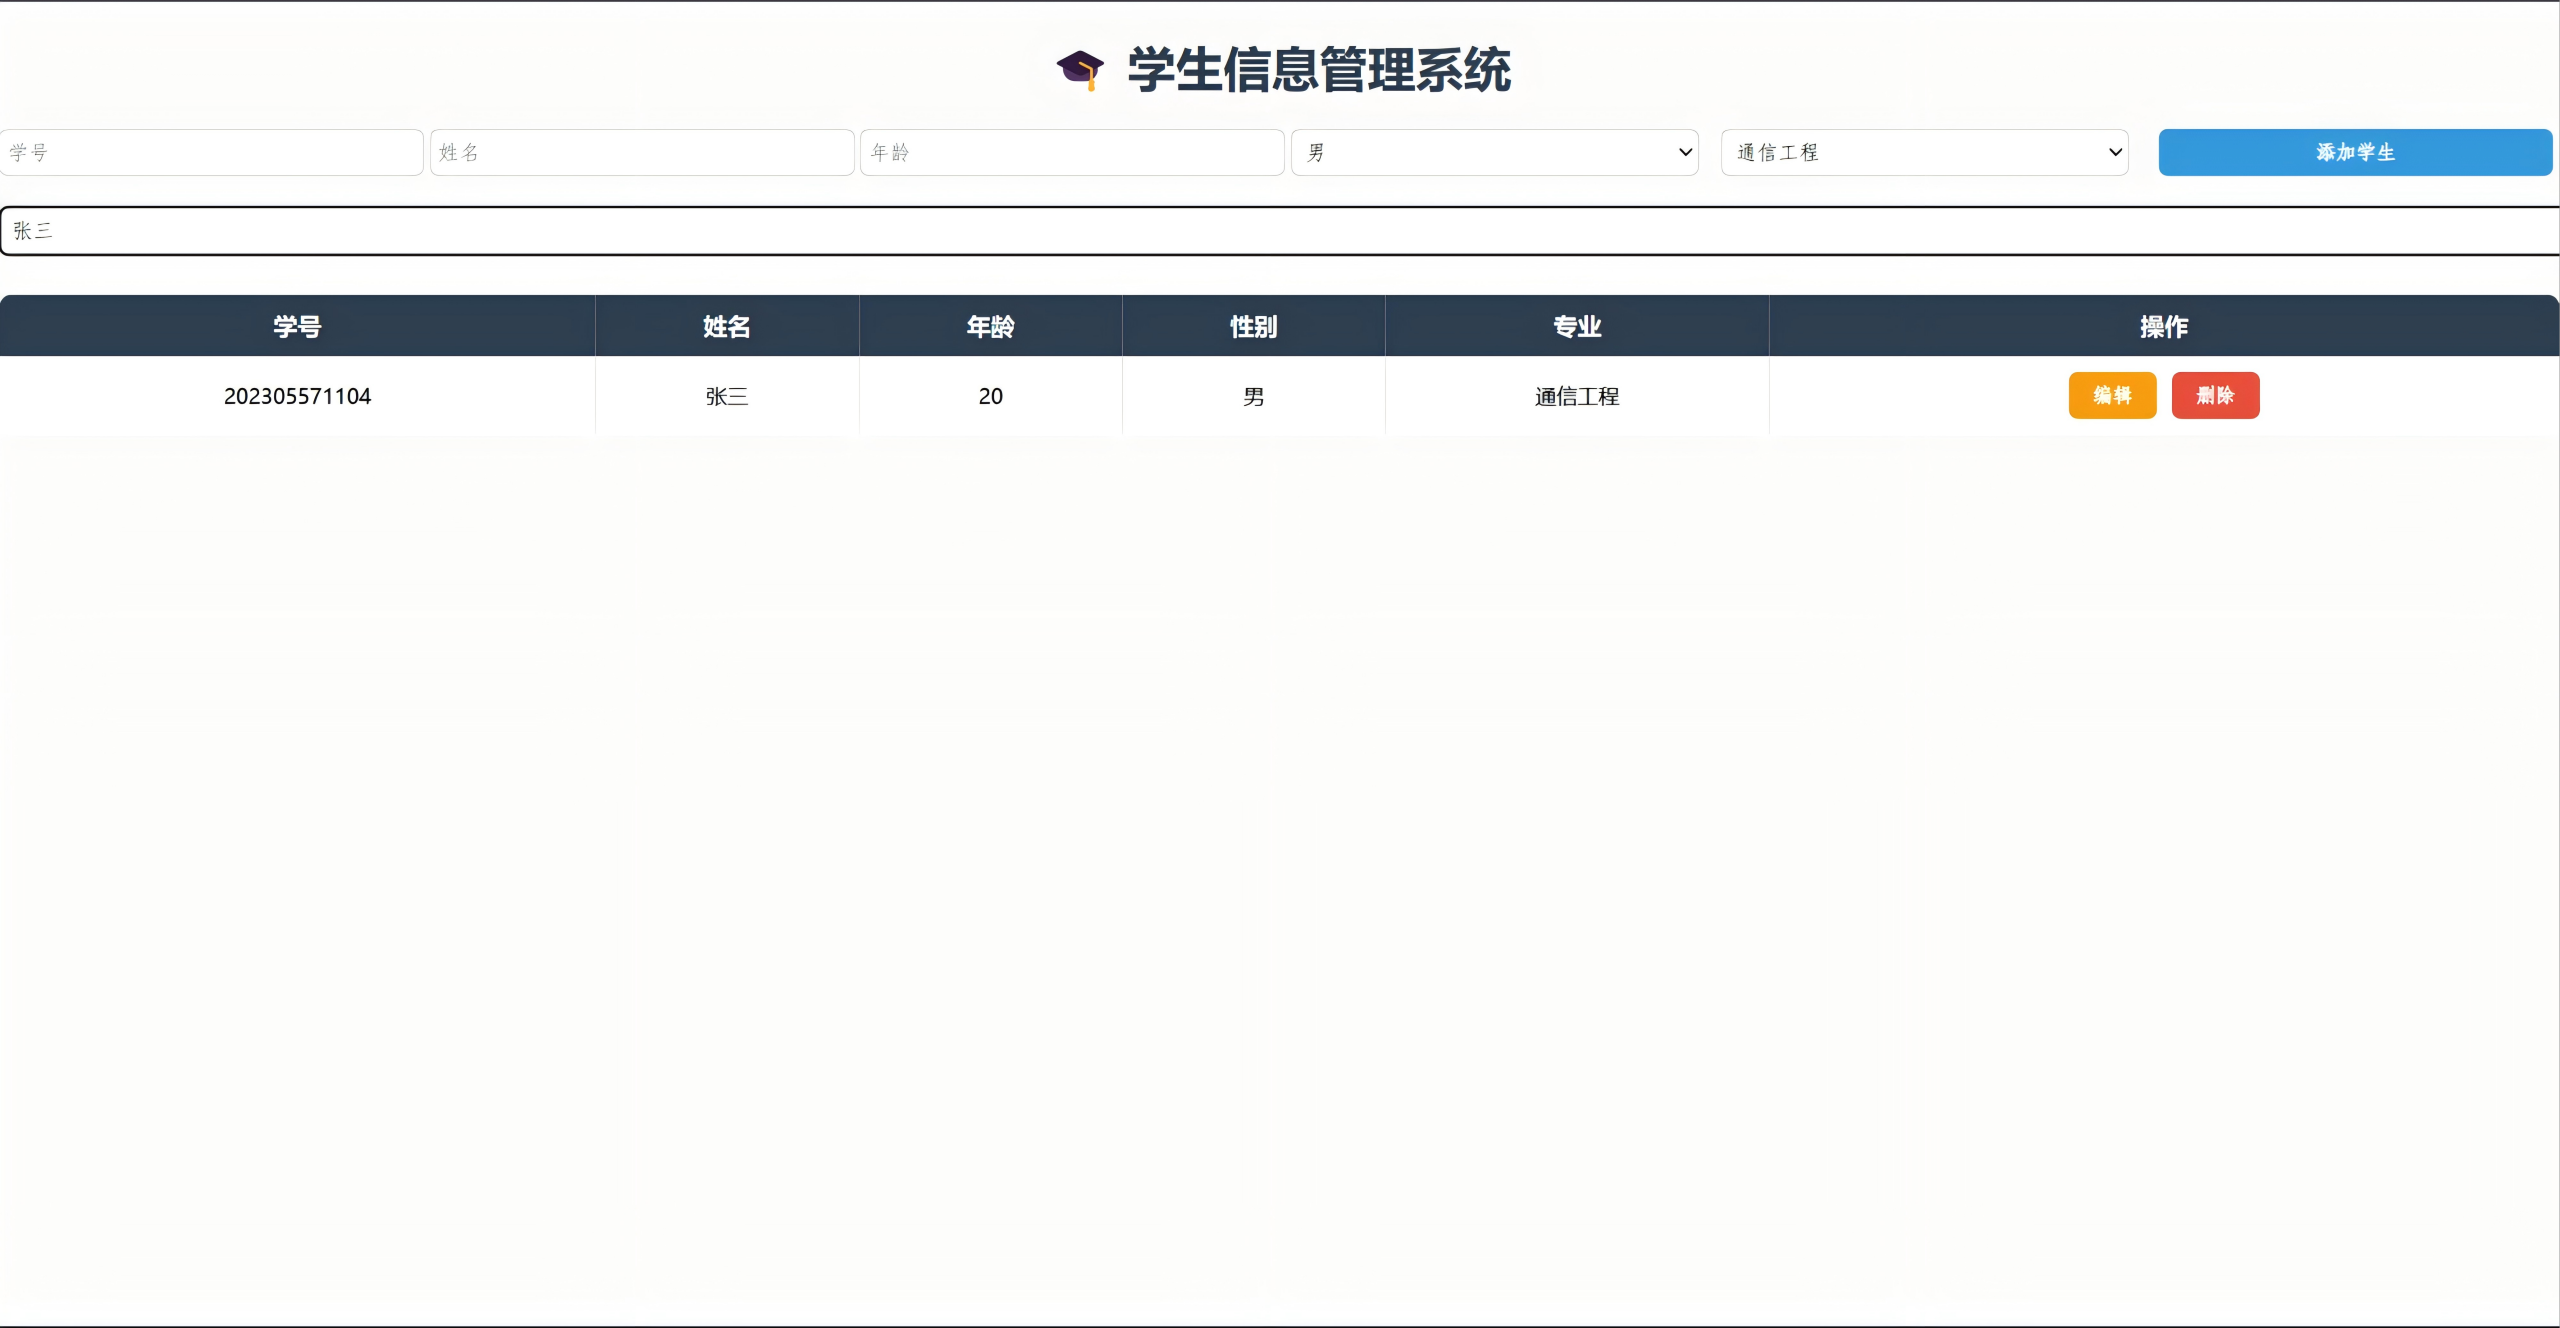 学生信息管理系统
学号 姓名 年龄 男 通信工程 添加学生
张三
学号 姓名 年龄 性别 专业 操作
202305571104 张三 20 男 通信工程 编辑 删除